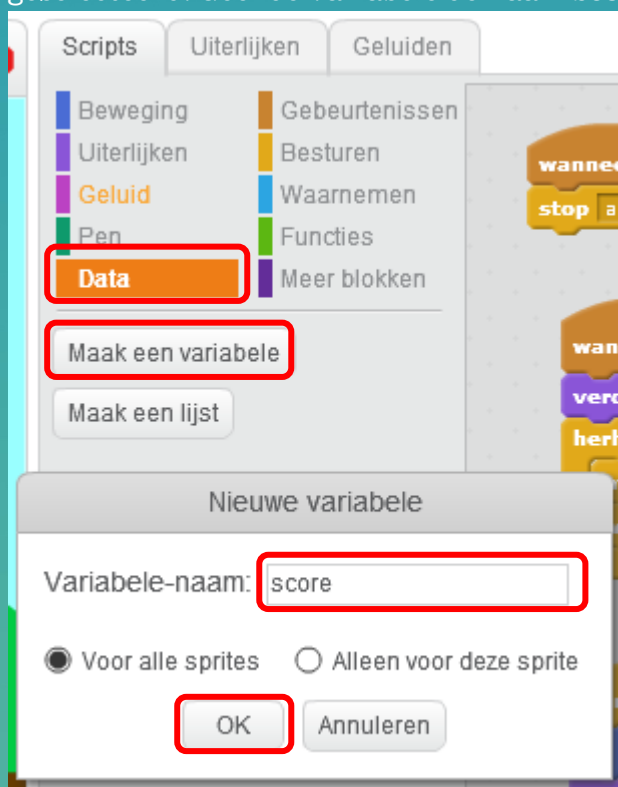 Scripts Uiterlijken Geluiden
Beweging Gebeurtenissen
Uiterlijken Besturen
Geluid Waarnemen
Pen Functies
Data Meer blokken
stop
Maak een variabele
Maak een lijst
Nieuwe variabele
Variabele-naam: score
Voor alle sprites Alleen voor deze sprite
OK Annuleren